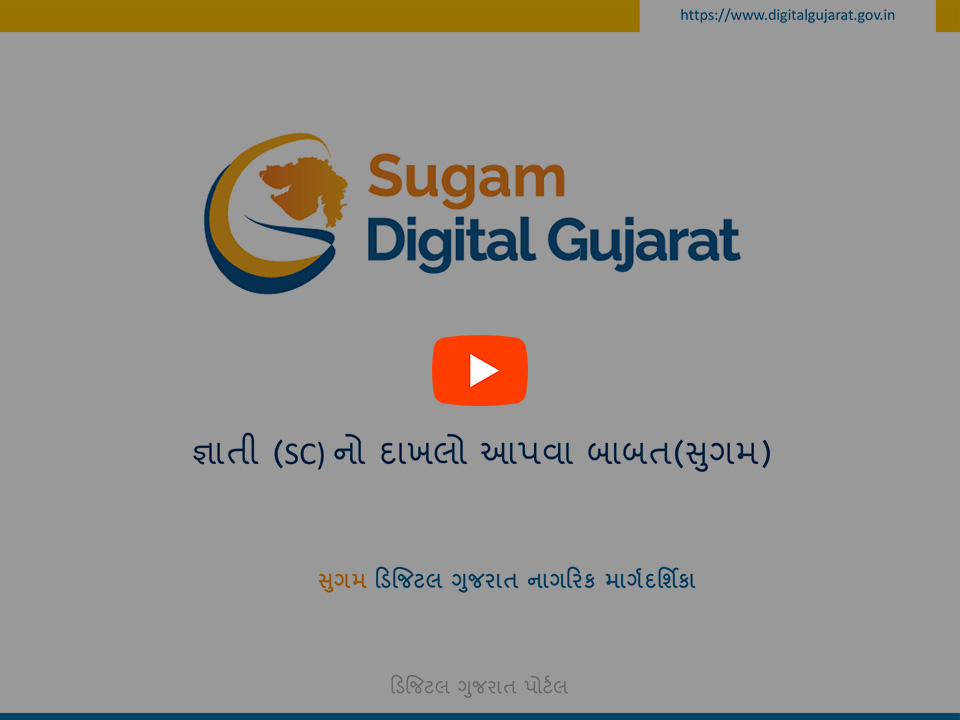 https://www.digitalgujarat.gov.in
Sugam
Digital Gujarat
જ્ઞાતી (SC) નો દાખલો આપવા બાબત(સુગમ)
સુગમ ડિજિટલ ગુજરાત નાગરિક માર્ગદર્શિકા
ડિજિટલ ગુજરાત પોર્ટલ